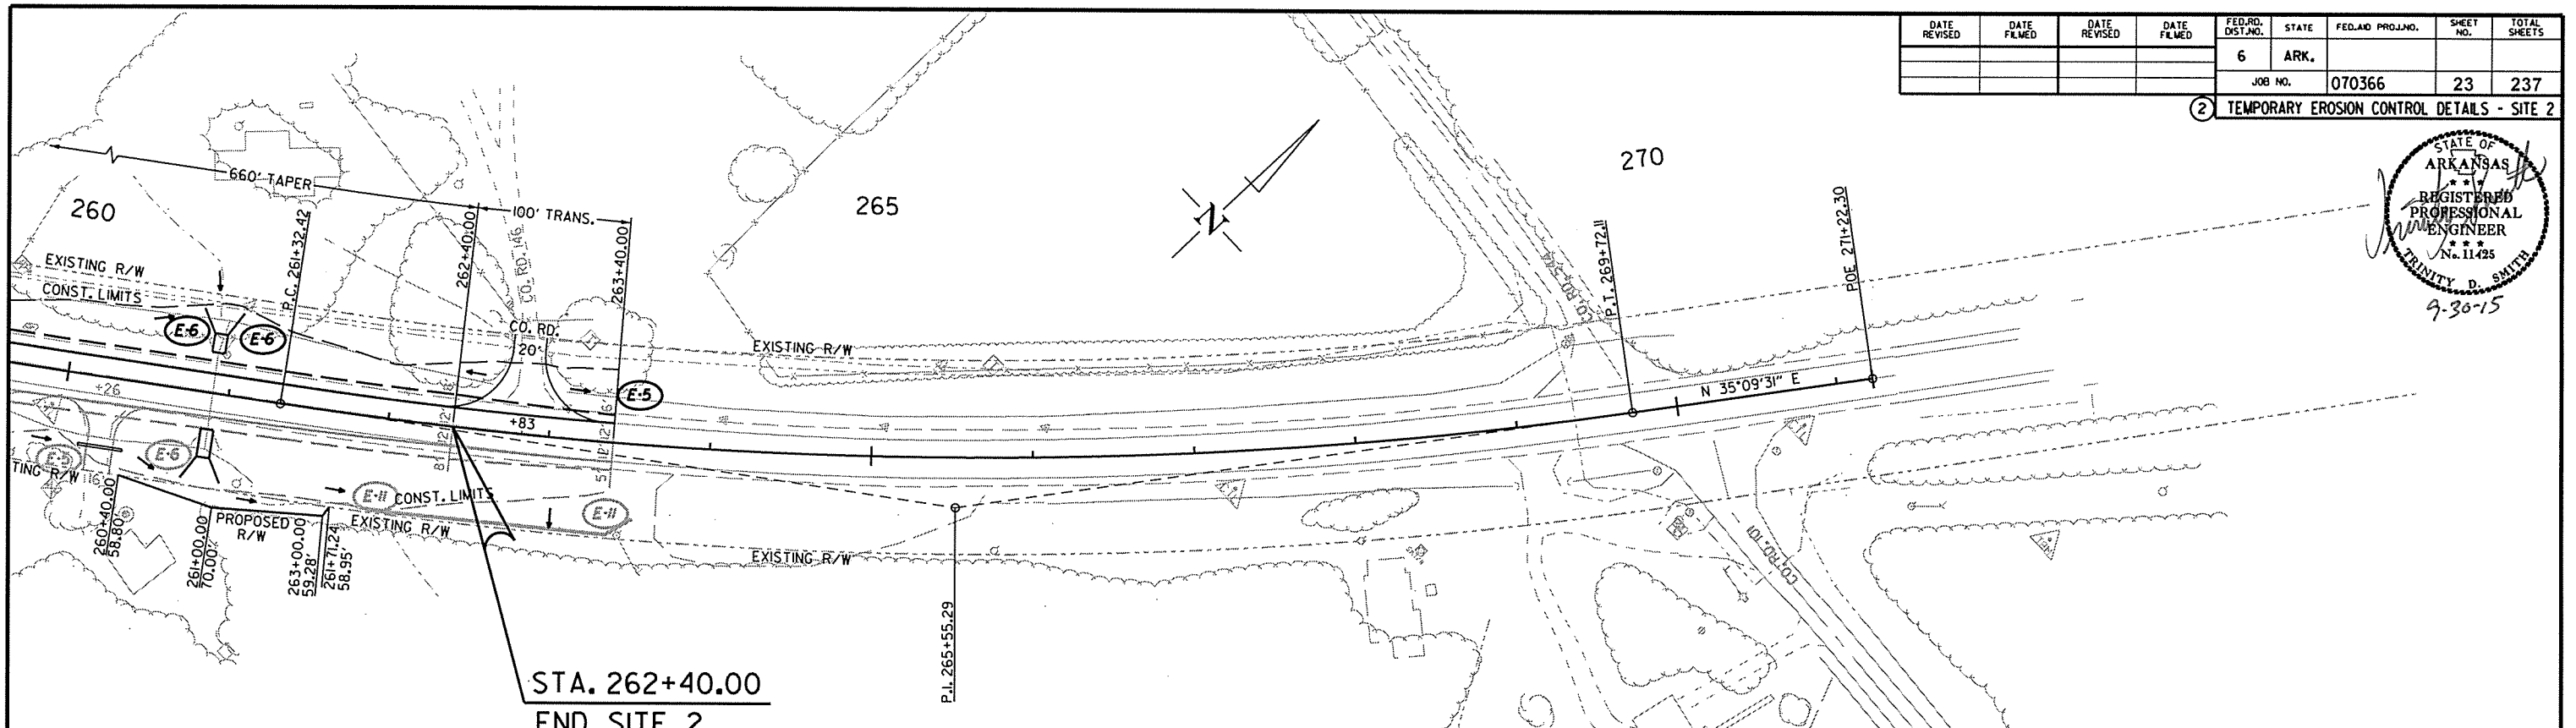 DATE REVISED
DATE FILMED
DATE REVISED
DATE FILMED
FED.RD. DIST.NO.
STATE
FED.AID PROJ.NO.
SHEET NO.
TOTAL SHEETS
6
ARK.
JOB NO.
070366
23
237
2
TEMPORARY EROSION CONTROL DETAILS - SITE 2
STATE OF
ARKANSAS
REGISTERED
PROFESSIONAL
ENGINEER
No. 11425
TRINITY D. SMITH
9-30-15
260
265
270
660' TAPER
100' TRANS.
P.C. 261+32.42
262+40.00
CO. RD. 146
263+40.00
EXISTING R/W
CONST. LIMITS
E-6
E-6
CO. RD.
20'
EXISTING R/W
E-5
+26
+83
N
P.T. 269+72.11
POE 271+22.30
N 35°09'31" E
E-6
TING R/W
E-11
CONST. LIMITS
E-11
260+40.00
58.80'
261+00.00
70.00'
PROPOSED
R/W
263+00.00
59.28'
261+71.24
58.95'
EXISTING R/W
EXISTING R/W
P.I. 265+55.29
CO. RD. 101
STA. 262+40.00
END SITE 2